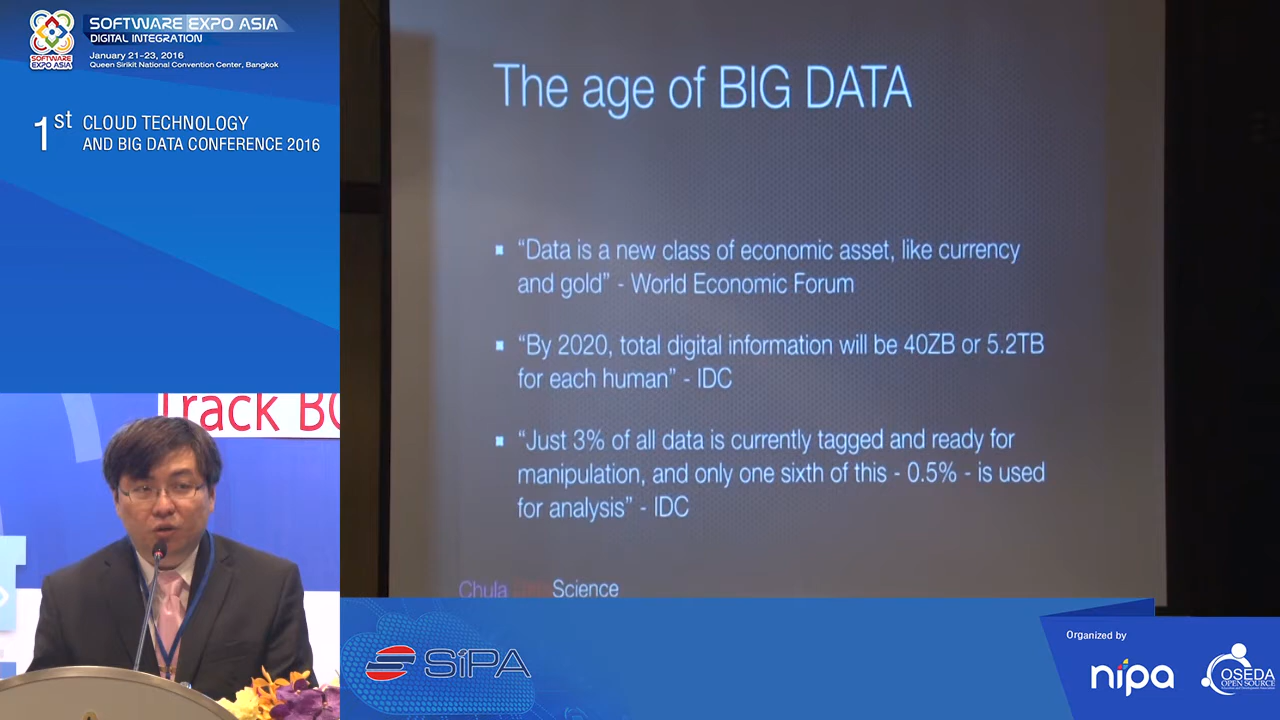 SOFTWARE EXPO ASIA
DIGITAL INTEGRATION
January 21-23, 2016
Queen Sirikit National Convention Center, Bangkok
SOFTWARE
EXPO ASIA
1st CLOUD TECHNOLOGY
AND BIG DATA CONFERENCE 2016
The age of BIG DATA
“Data is a new class of economic asset, like currency
and gold” - World Economic Forum
“By 2020, total digital information will be 40ZB or 5.2TB
for each human” - IDC
“Just 3% of all data is currently tagged and ready for
manipulation, and only one sixth of this - 0.5% - is used
for analysis” - IDC
Chula Science
Track
SiPA
Organized by
nipa
OSEDA
OPEN SOURCE